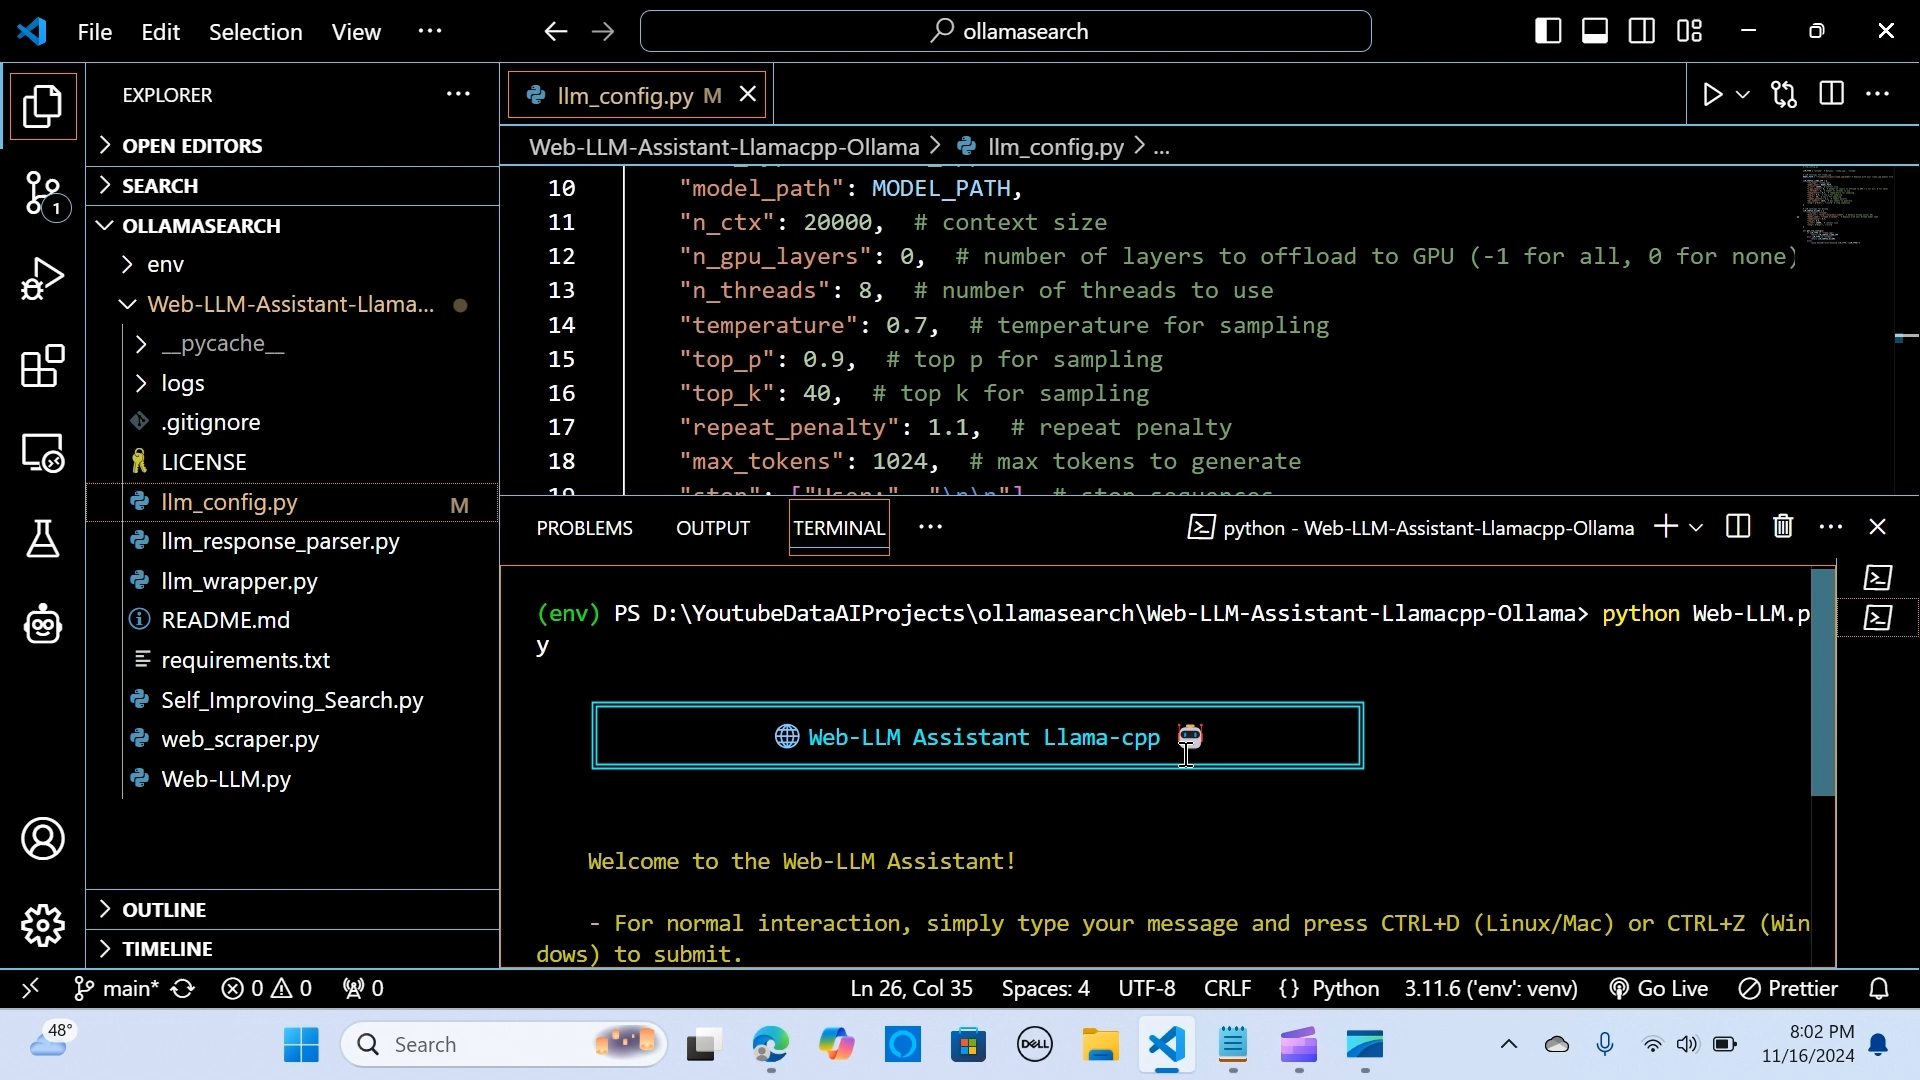 File Edit Selection View ···
ollamasearch
EXPLORER
OPEN EDITORS
SEARCH
OLLAMASEARCH
env
Web-LLM-Assistant-Llama...
__pycache__
logs
.gitignore
LICENSE
llm_config.py M
llm_response_parser.py
llm_wrapper.py
README.md
requirements.txt
Self_Improving_Search.py
web_scraper.py
Web-LLM.py
OUTLINE
TIMELINE
1
llm_config.py M
Web-LLM-Assistant-Llamacpp-Ollama > llm_config.py > ...
10 "model_path": MODEL_PATH,
11 "n_ctx": 20000, # context size
12 "n_gpu_layers": 0, # number of layers to offload to GPU (-1 for all, 0 for none)
13 "n_threads": 8, # number of threads to use
14 "temperature": 0.7, # temperature for sampling
15 "top_p": 0.9, # top p for sampling
16 "top_k": 40, # top k for sampling
17 "repeat_penalty": 1.1, # repeat penalty
18 "max_tokens": 1024, # max tokens to generate
19 "stop": ["User:", "\n\n"] # stop sequences
PROBLEMS OUTPUT TERMINAL ··· python - Web-LLM-Assistant-Llamacpp-Ollama
(env) PS D:\YoutubeDataAIProjects\ollamasearch\Web-LLM-Assistant-Llamacpp-Ollama> python Web-LLM.p
y
🌐 Web-LLM Assistant Llama-cpp 🤖
Welcome to the Web-LLM Assistant!
- For normal interaction, simply type your message and press CTRL+D (Linux/Mac) or CTRL+Z (Win
dows) to submit.
main* 0 0 0 Ln 26, Col 35 Spaces: 4 UTF-8 CRLF {} Python 3.11.6 ('env': venv) Go Live Prettier
48° Search DELL 8:02 PM
11/16/2024